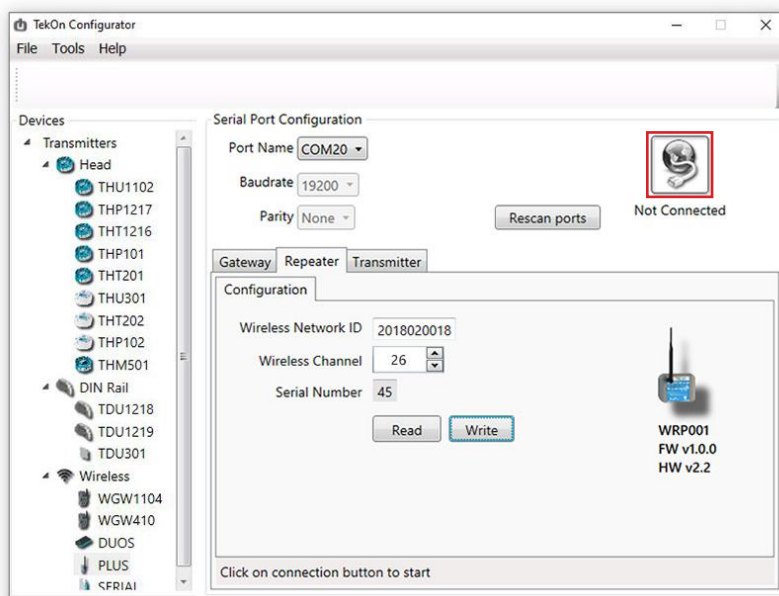 TekOn Configurator
File Tools Help
Devices
Transmitters
Head
THU1102
THP1217
THT1216
THP101
THT201
THU301
THT202
THP102
THM501
DIN Rail
TDU1218
TDU1219
TDU301
Wireless
WGW1104
WGW410
DUOS
PLUS
SERIAL
Serial Port Configuration
Port Name COM20
Baudrate 19200
Parity None
Rescan ports
Not Connected
Gateway Repeater Transmitter
Configuration
Wireless Network ID 2018020018
Wireless Channel 26
Serial Number 45
Read Write
WRP001
FW v1.0.0
HW v2.2
Click on connection button to start